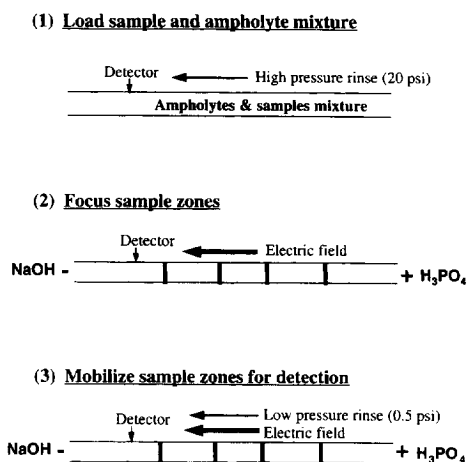 (1) Load sample and ampholyte mixture
Detector
High pressure rinse (20 psi)
Ampholytes & samples mixture
(2) Focus sample zones
Detector
Electric field
NaOH -
+ H₃PO₄
(3) Mobilize sample zones for detection
Low pressure rinse (0.5 psi)
Detector
Electric field
NaOH -
+ H₃PO₄